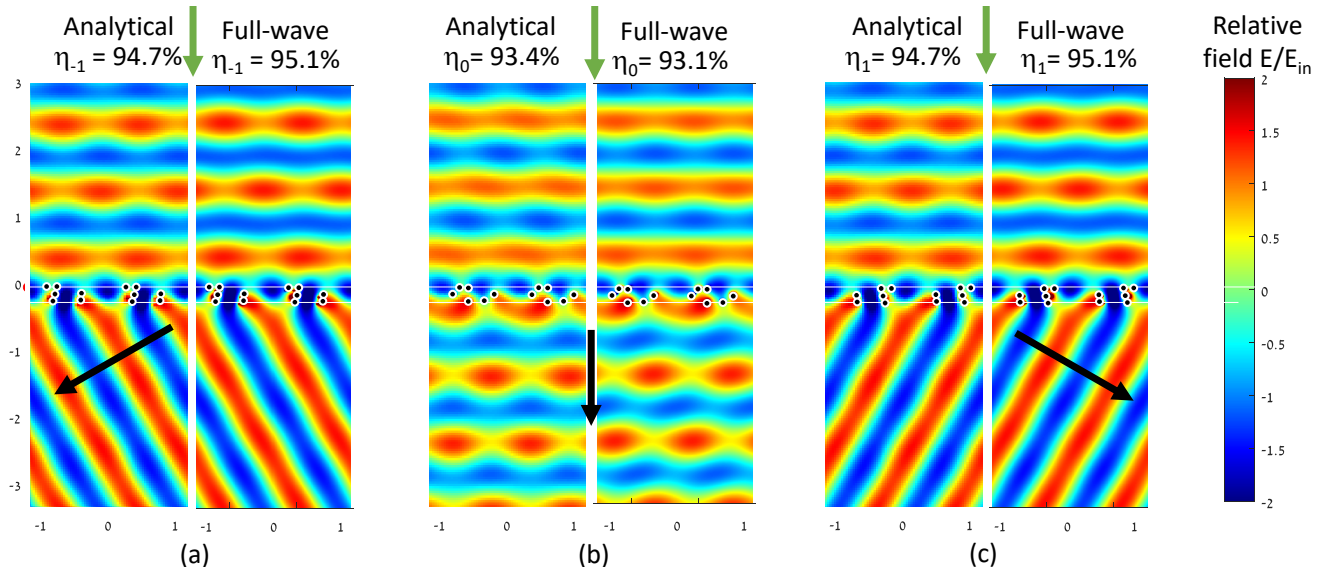 Analytical
η-1 = 94.7%
Full-wave
η-1 = 95.1%
Analytical
η0= 93.4%
Full-wave
η0= 93.1%
Analytical
η1= 94.7%
Full-wave
η1= 95.1%
Relative
field E/Ein
3
2
1
0
-1
-2
-3
-1 0 1 -1 0 1
-1 0 1 -1 0 1
-1 0 1 -1 0 1
2
1.5
1
0.5
0
-0.5
-1
-1.5
-2
(a)
(b)
(c)